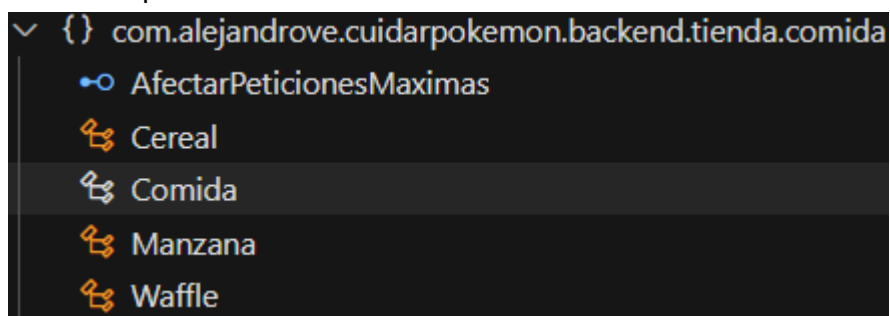 {} com.alejandrove.cuidarpokemon.backend.tienda.comida
AfectarPeticionesMaximas
Cereal
Comida
Manzana
Waffle